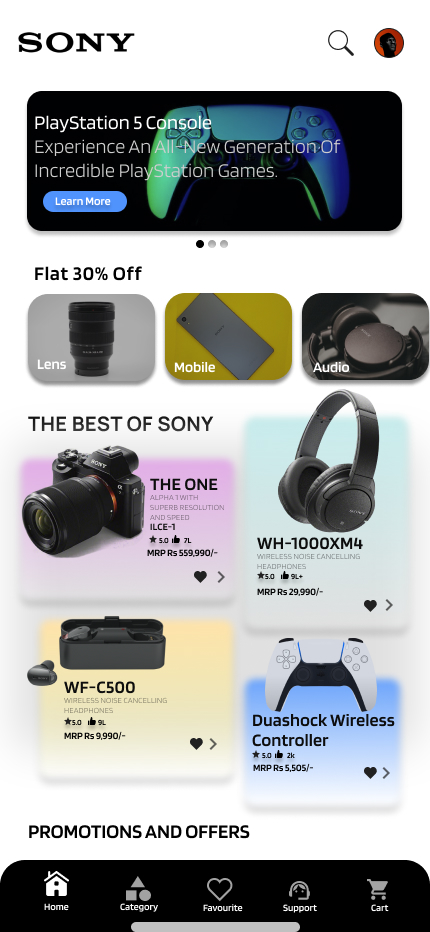 SONY
PlayStation 5 Console
Experience An All-New Generation Of
Incredible PlayStation Games.
Learn More
Flat 30% Off
Lens
Mobile
Audio
THE BEST OF SONY
SONY
THE ONE
ALPHA 1 WITH
SUPERB RESOLUTION
AND SPEED
ILCE-1
5.0 7L
MRP Rs 559,990/-
SONY
WH-1000XM4
WIRELESS NOISE CANCELLING
HEADPHONES
5.0 9L+
MRP Rs 29,990/-
WF-C500
WIRELESS NOISE CANCELLING
HEADPHONES
5.0 9L
MRP Rs 9,990/-
Duashock Wireless
Controller
5.0 2k
MRP Rs 5,505/-
PROMOTIONS AND OFFERS
Home
Category
Favourite
Support
Cart